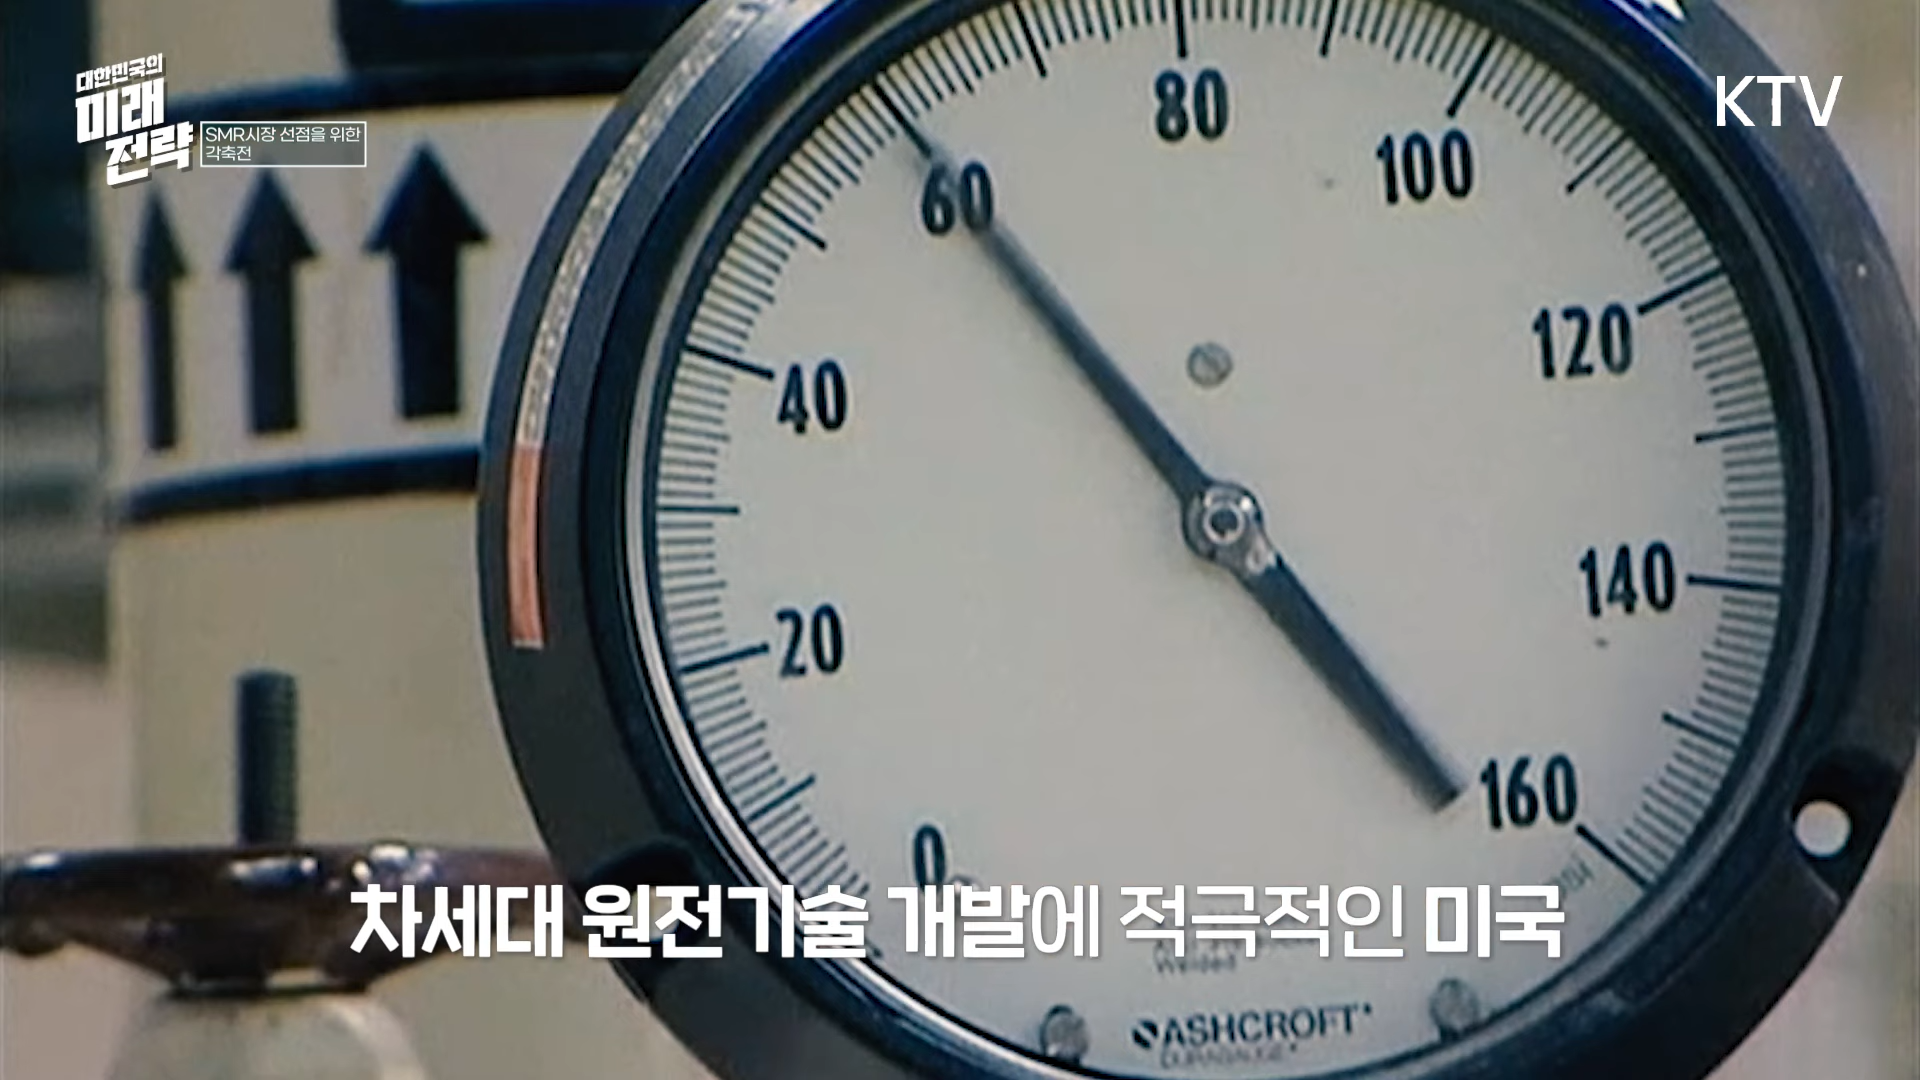 대한민국의
미래
전략
SMR시장 선점을 위한
각축전
KTV
80
60
100
120
40
140
20
160
0
차세대 원전기술 개발에 적극적인 미국
Welded
ASHCROFT
DURAGAUGE